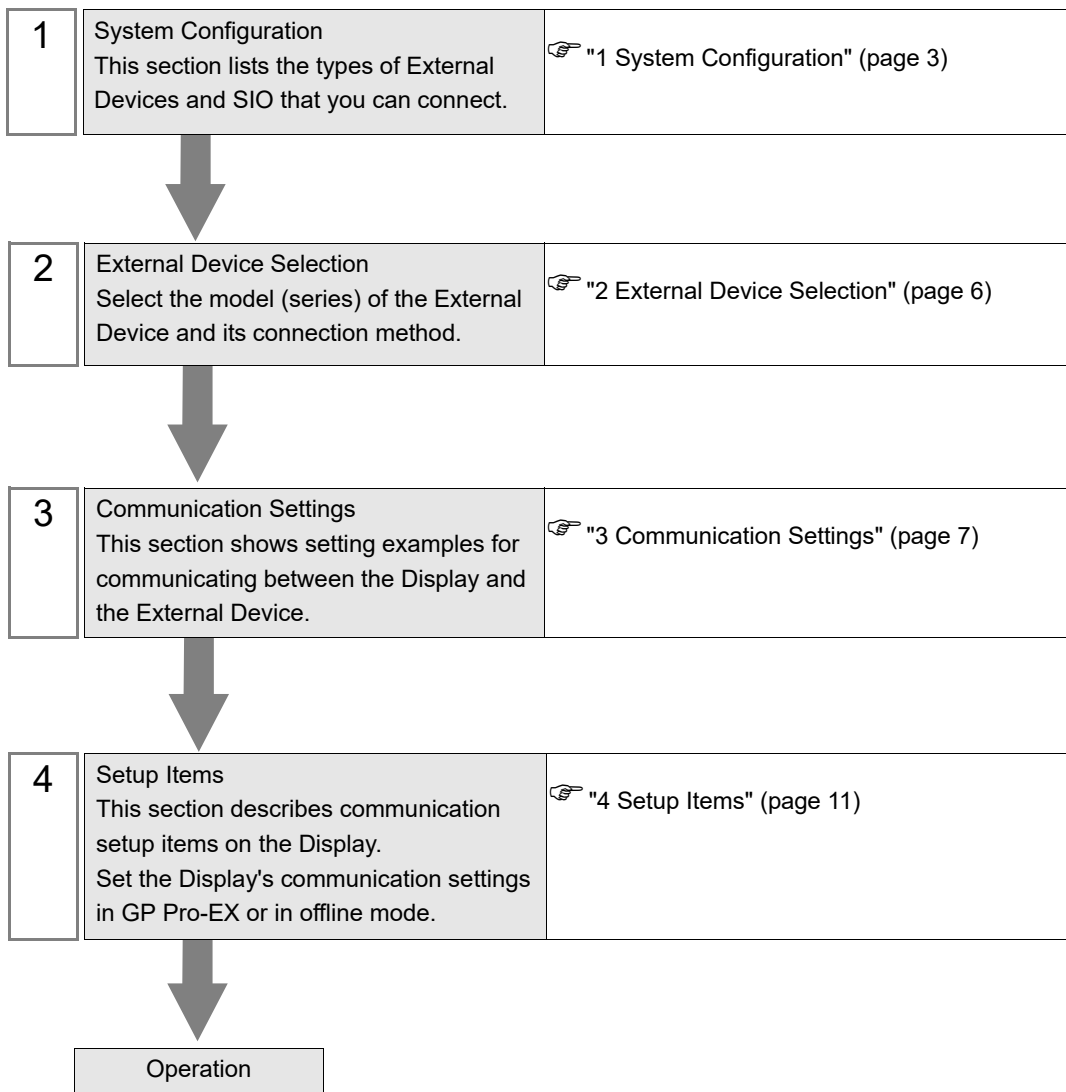 1
System Configuration
This section lists the types of External
Devices and SIO that you can connect.
"1 System Configuration" (page 3)
2
External Device Selection
Select the model (series) of the External
Device and its connection method.
"2 External Device Selection" (page 6)
3
Communication Settings
This section shows setting examples for
communicating between the Display and
the External Device.
"3 Communication Settings" (page 7)
4
Setup Items
This section describes communication
setup items on the Display.
Set the Display's communication settings
in GP Pro-EX or in offline mode.
"4 Setup Items" (page 11)
Operation